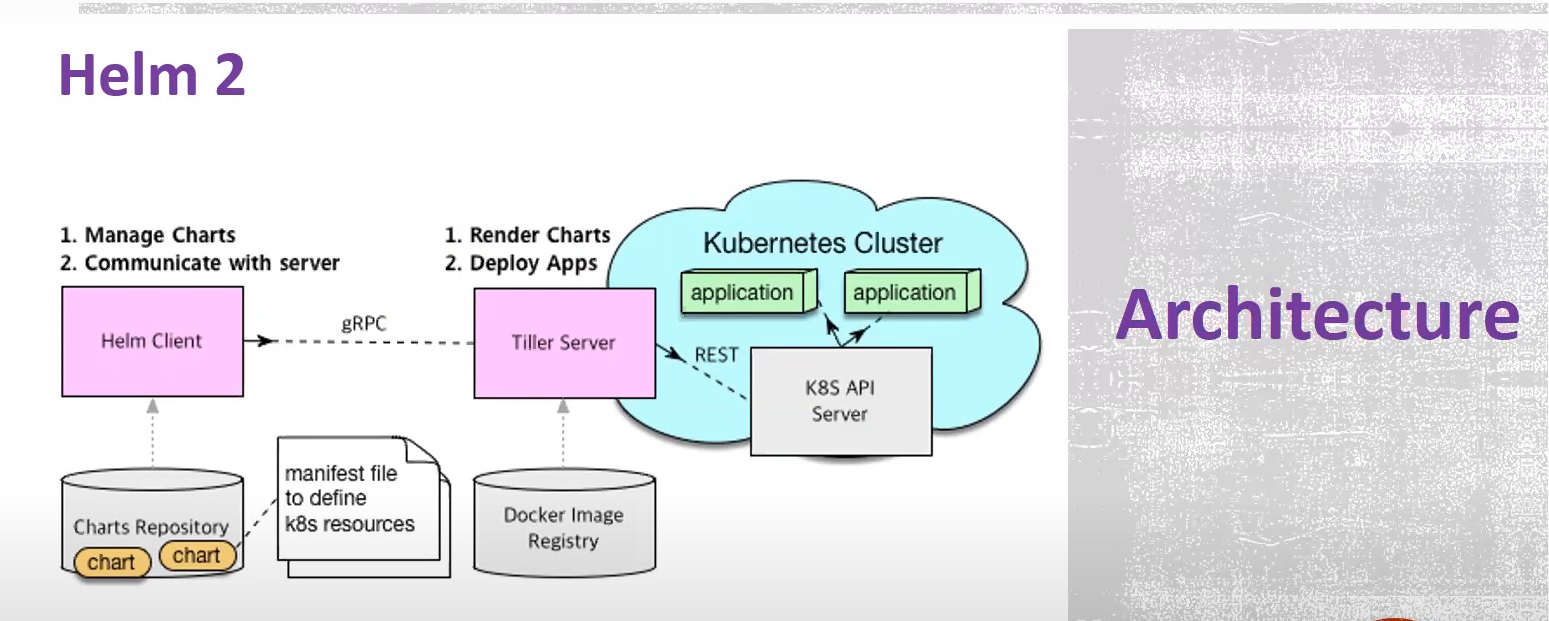 Helm 2
1. Manage Charts
2. Communicate with server
1. Render Charts
2. Deploy Apps
Kubernetes Cluster
application
application
Helm Client
gRPC
Tiller Server
REST
K8S API
Server
manifest file
to define
k8s resources
Charts Repository
chart
chart
Docker Image
Registry
Architecture